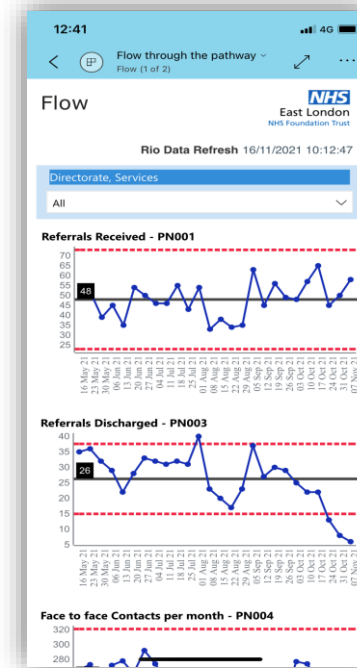 12:41
4G
Flow through the pathway
Flow (1 of 2)
Flow
NHS
East London
NHS Foundation Trust
Rio Data Refresh 16/11/2021 10:12:47
Directorate, Services
All
Referrals Received - PN001
70
65
60
55
50
45
40
35
30
25
48
16 May 21
23 May 21
30 May 21
06 Jun 21
13 Jun 21
20 Jun 21
27 Jun 21
04 Jul 21
11 Jul 21
18 Jul 21
25 Jul 21
01 Aug 21
08 Aug 21
15 Aug 21
22 Aug 21
29 Aug 21
05 Sep 21
12 Sep 21
19 Sep 21
26 Sep 21
03 Oct 21
10 Oct 21
17 Oct 21
24 Oct 21
31 Oct 21
07 Nov 21
Referrals Discharged - PN003
40
35
30
25
20
15
10
5
26
16 May 21
23 May 21
30 May 21
06 Jun 21
13 Jun 21
20 Jun 21
27 Jun 21
04 Jul 21
11 Jul 21
18 Jul 21
25 Jul 21
01 Aug 21
08 Aug 21
15 Aug 21
22 Aug 21
29 Aug 21
05 Sep 21
12 Sep 21
19 Sep 21
26 Sep 21
03 Oct 21
10 Oct 21
17 Oct 21
24 Oct 21
31 Oct 21
07 Nov 21
Face to face Contacts per month - PN004
320
300
280